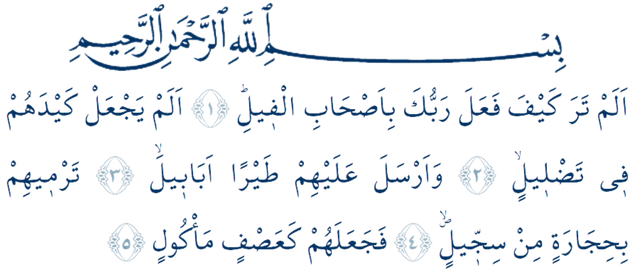 بِسْمِ اللّٰهِ الرَّحْمٰنِ الرَّحِيمِ
اَلَمْ تَرَ كَيْفَ فَعَلَ رَبُّكَ بِاَصْحَابِ الْفٖيلِؕ ﴿١﴾ اَلَمْ يَجْعَلْ كَيْدَهُمْ
فٖى تَضْلٖيلٍۙ ﴿٢﴾ وَاَرْسَلَ عَلَيْهِمْ طَيْرًا اَبَابٖيلَۙ ﴿٣﴾ تَرْمٖيهِمْ
بِحِجَارَةٍ مِنْ سِجّٖيلٍۖۙ ﴿٤﴾ فَجَعَلَهُمْ كَعَصْفٍ مَأْكُولٍ ﴿٥﴾